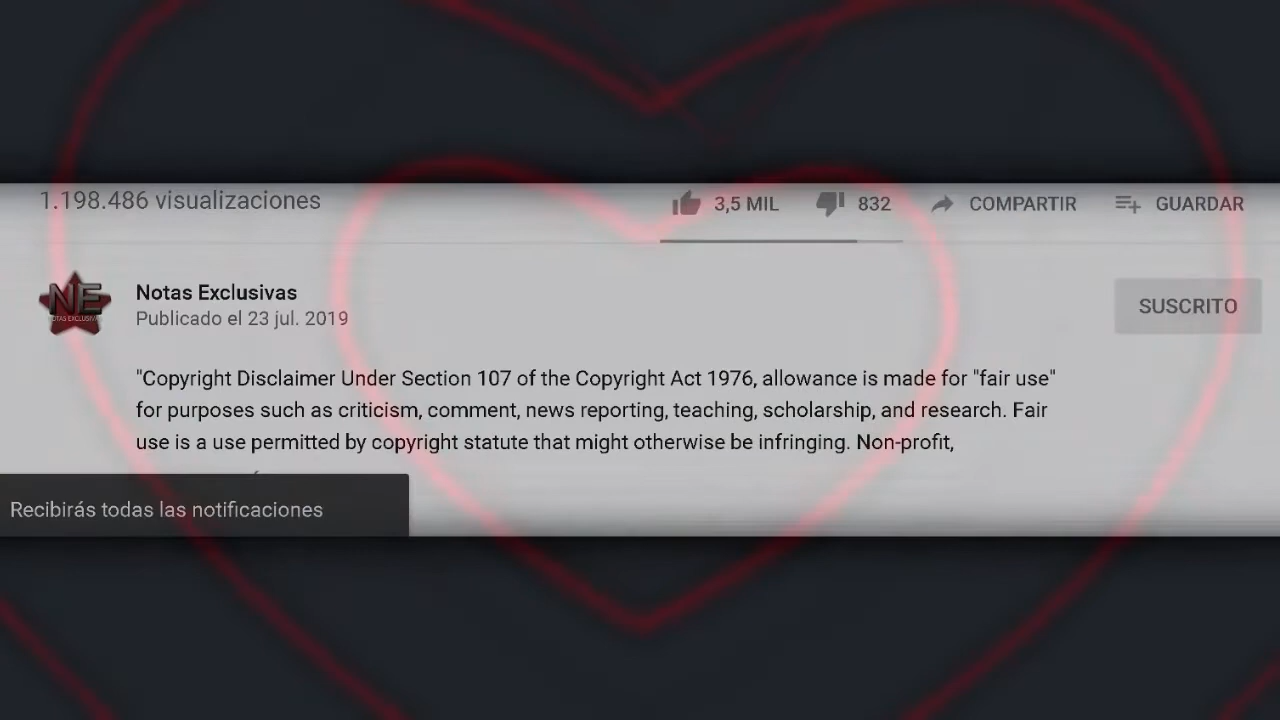 1.198.486 visualizaciones
3,5 MIL 832 COMPARTIR GUARDAR
NE
NOTAS EXCLUSIVAS
Notas Exclusivas
Publicado el 23 jul. 2019
SUSCRITO
"Copyright Disclaimer Under Section 107 of the Copyright Act 1976, allowance is made for "fair use"
for purposes such as criticism, comment, news reporting, teaching, scholarship, and research. Fair
use is a use permitted by copyright statute that might otherwise be infringing. Non-profit,
Recibirás todas las notificaciones